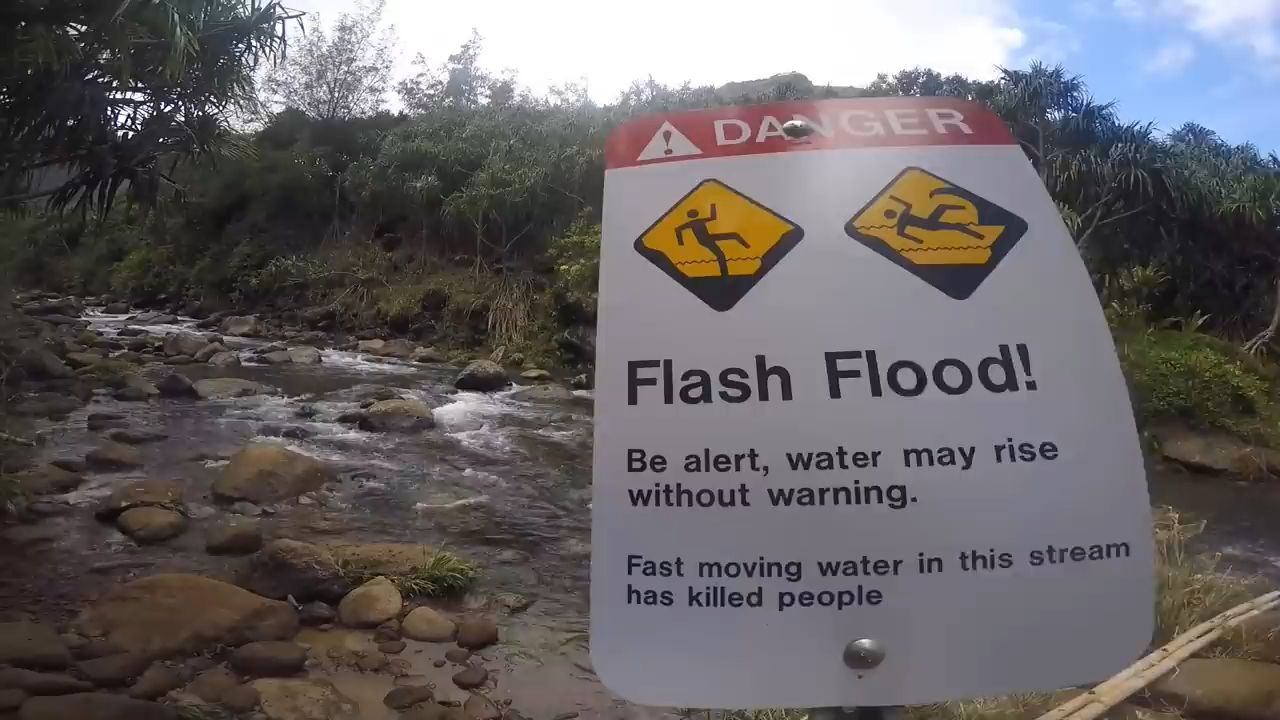 DANGER
Flash Flood!
Be alert, water may rise
without warning.
Fast moving water in this stream
has killed people